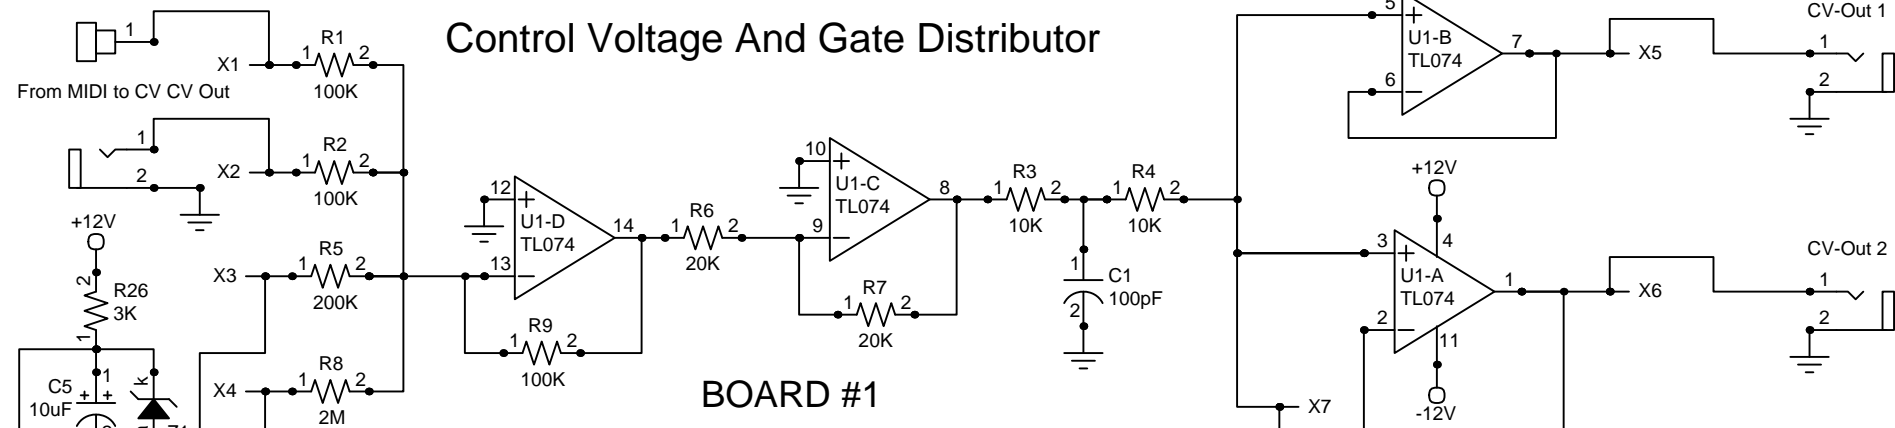 Control Voltage And Gate Distributor
1
X1
1 R1 2
100K
From MIDI to CV CV Out
1
2
X2
1 R2 2
100K
+12V
2
R26
3K
1
C5
10uF
+ +
1
k
X3
1 R5 2
200K
X4
1 R8 2
2M
12
+
U1-D
TL074
13
14
1 R9 2
100K
1 R6 2
20K
10
+
U1-C
TL074
9
8
1 R7 2
20K
BOARD #1
1 R3 2
10K
1 R4 2
10K
1
C1
100pF
2
5
+
U1-B
TL074
6
7
X5
CV-Out 1
1
2
+12V
4
3
+
U1-A
TL074
2
1
11
-12V
X6
CV-Out 2
1
2
X7